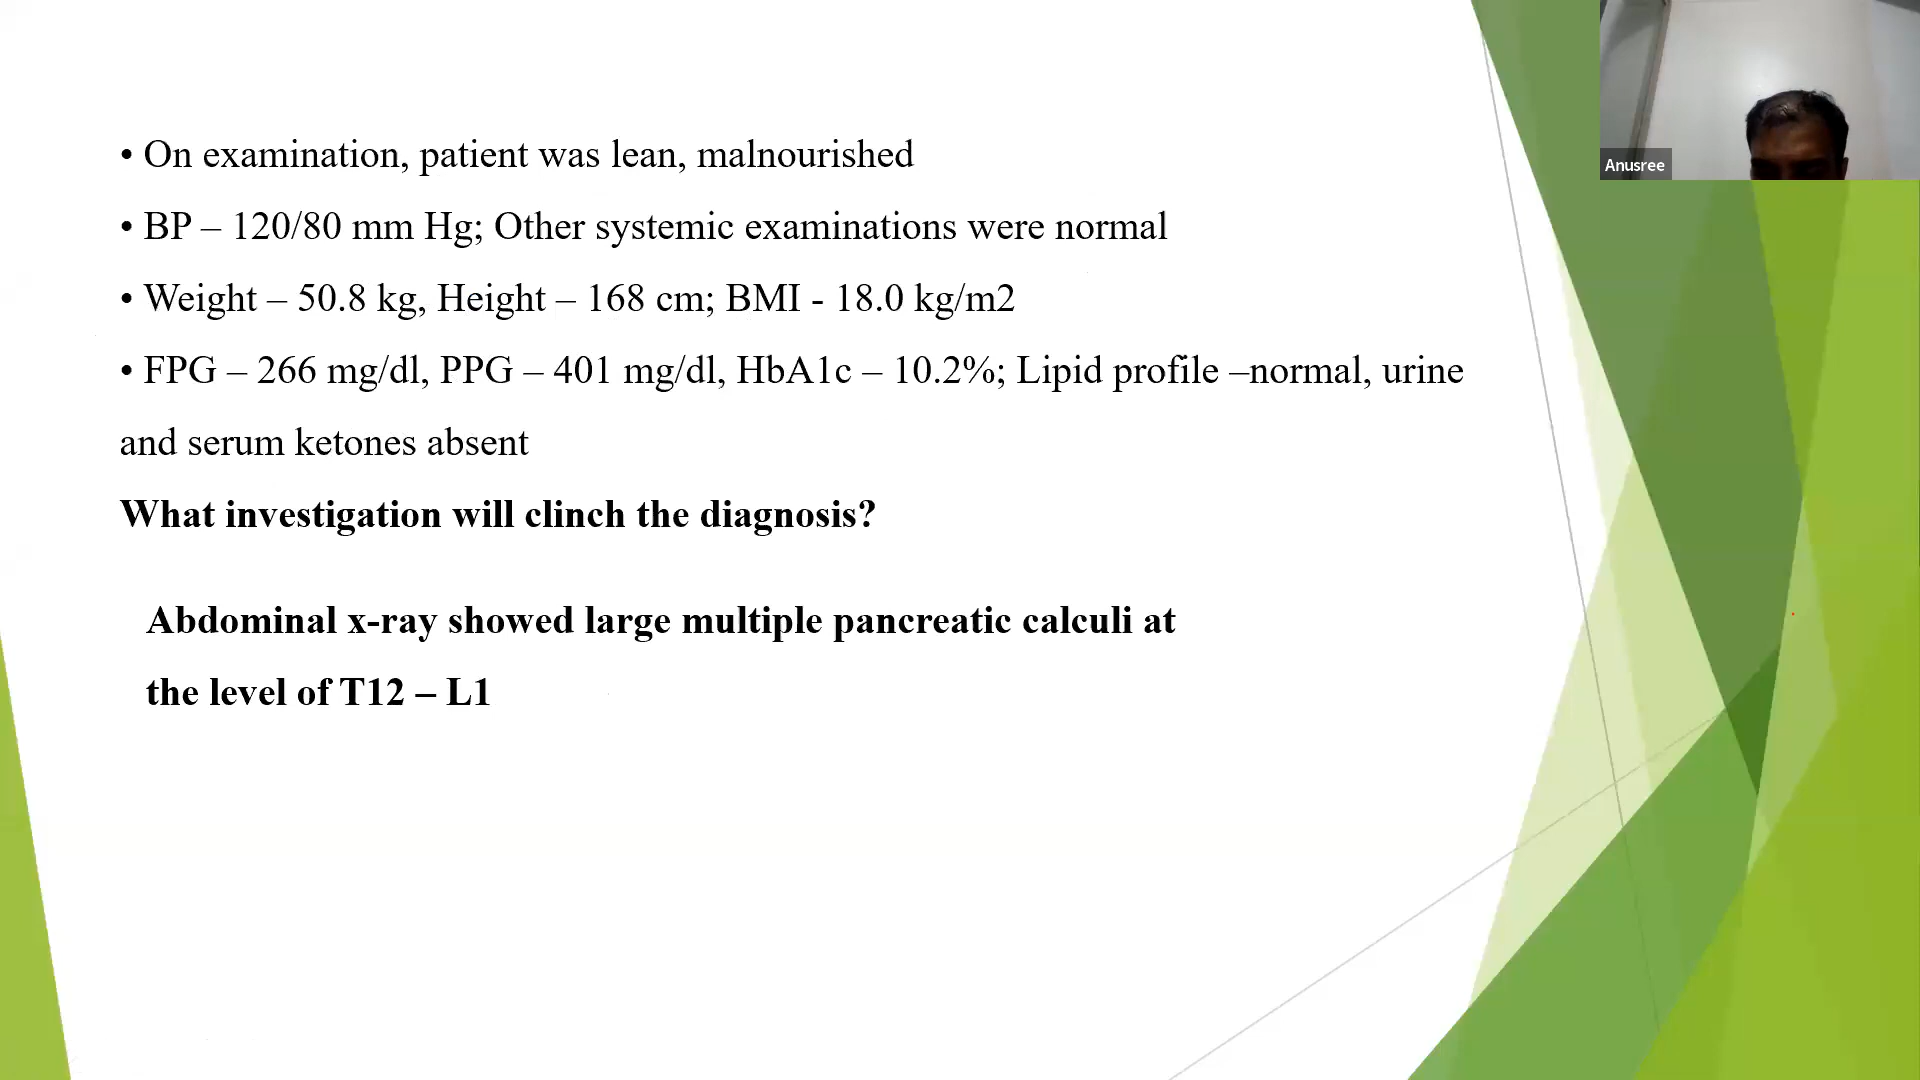 • On examination, patient was lean, malnourished
• BP – 120/80 mm Hg; Other systemic examinations were normal
• Weight – 50.8 kg, Height – 168 cm; BMI - 18.0 kg/m2
• FPG – 266 mg/dl, PPG – 401 mg/dl, HbA1c – 10.2%; Lipid profile –normal, urine
and serum ketones absent
What investigation will clinch the diagnosis?
Abdominal x-ray showed large multiple pancreatic calculi at
the level of T12 – L1
Anusree